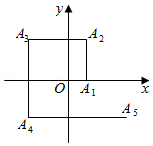 y
A₃ A₂
O A₁ x
A₄ A₅